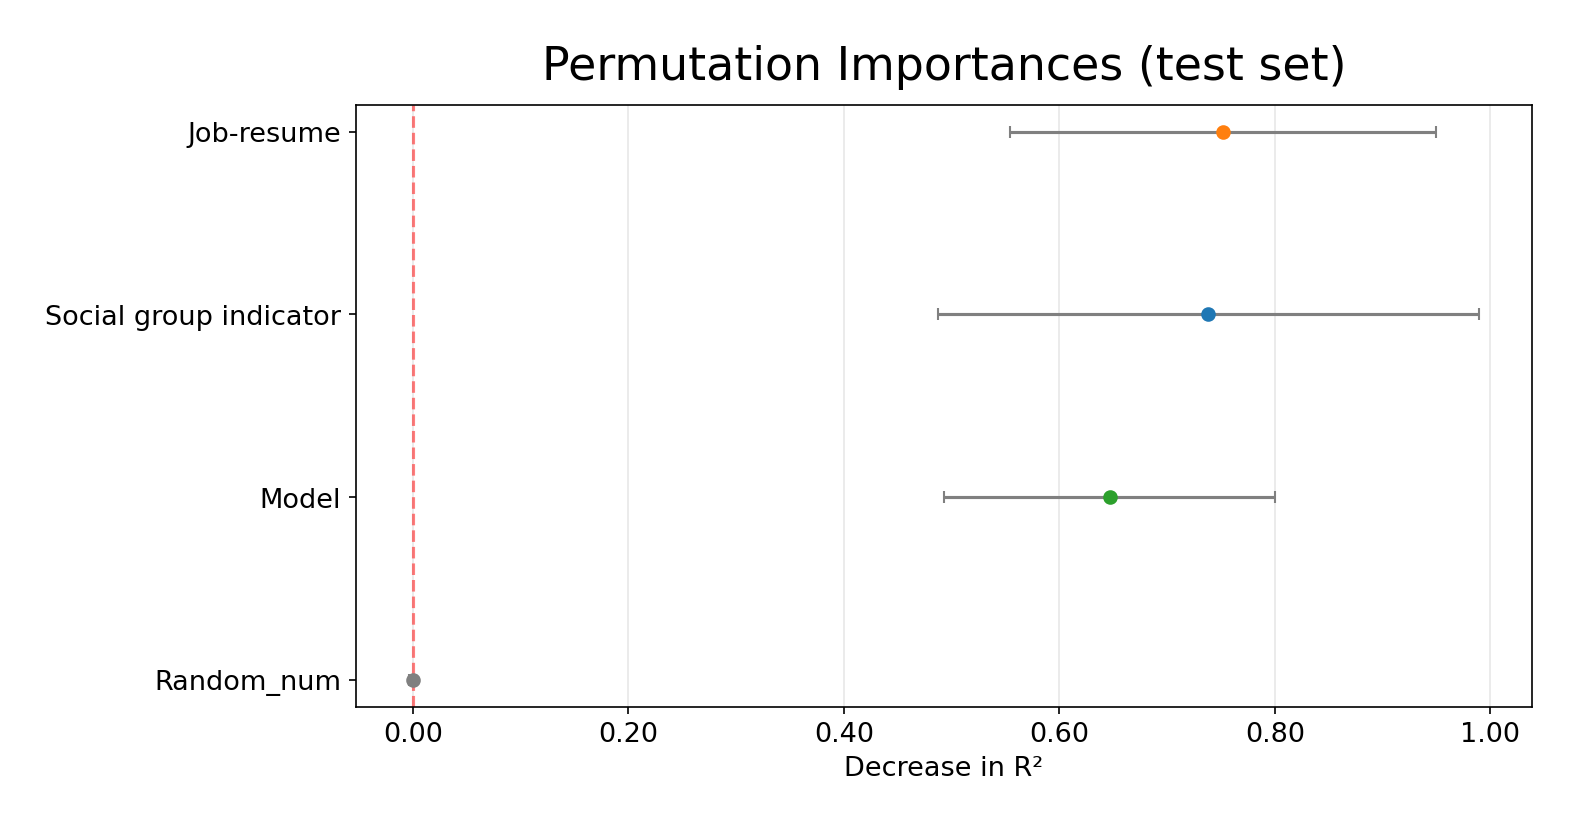 Permutation Importances (test set)
Job-resume
Social group indicator
Model
Random_num
0.00 0.20 0.40 0.60 0.80 1.00
Decrease in R²